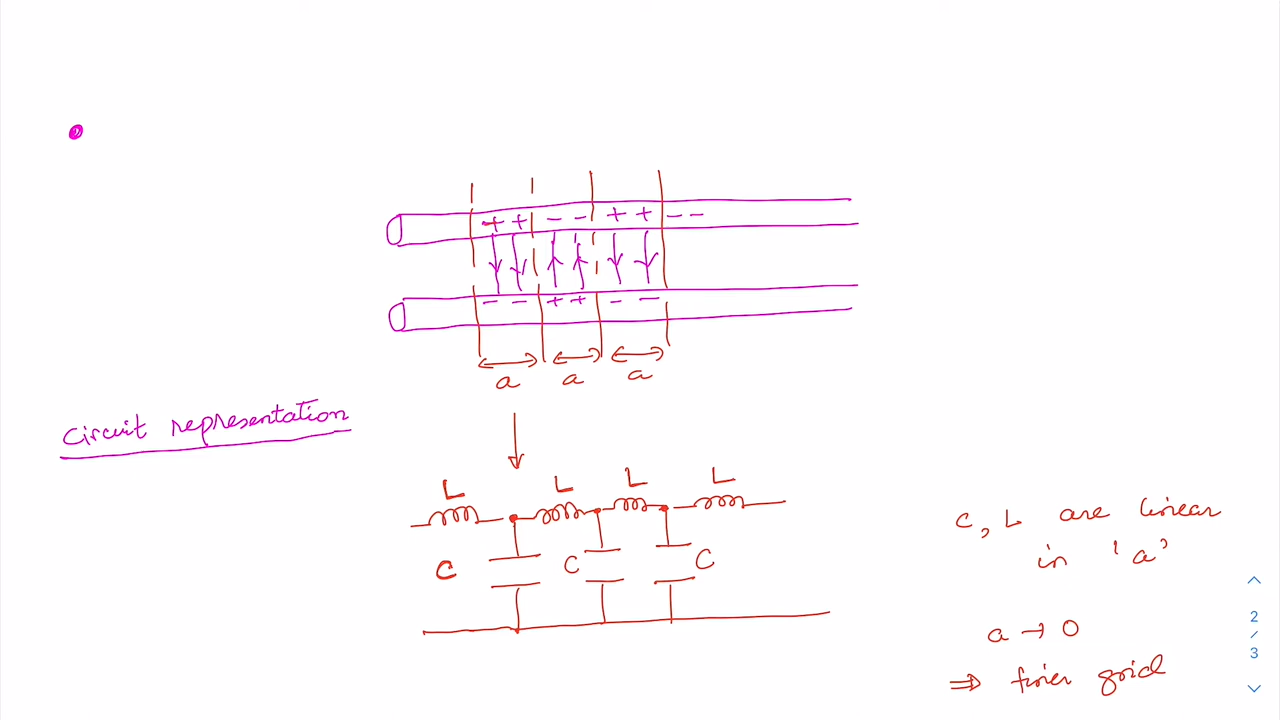 + + - - + + - -
- - + + - -
a a a
Circuit representation
L L L L
C C C
C, L are linear
in 'a'
a → 0
⇒ finer grid
2
/
3